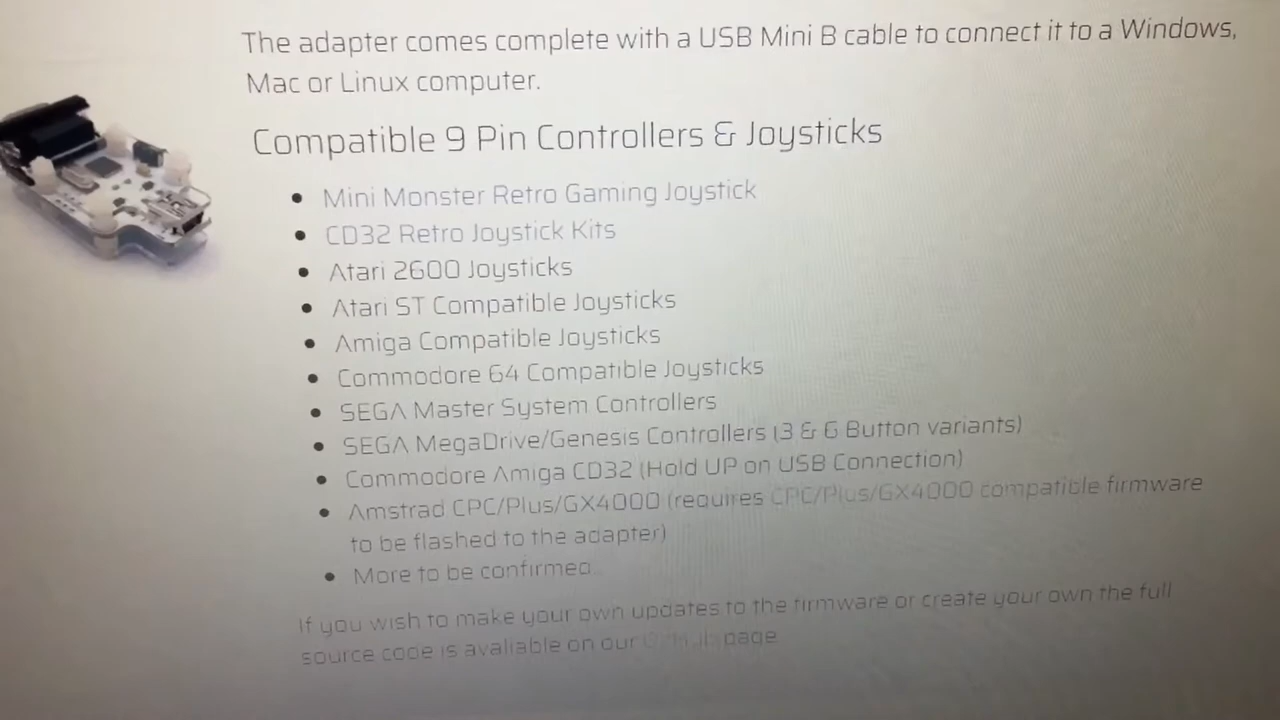 The adapter comes complete with a USB Mini B cable to connect it to a Windows,
Mac or Linux computer.
Compatible 9 Pin Controllers & Joysticks
• Mini Monster Retro Gaming Joystick
• CD32 Retro Joystick Kits
• Atari 2600 Joysticks
• Atari ST Compatible Joysticks
• Amiga Compatible Joysticks
• Commodore 64 Compatible Joysticks
• SEGA Master System Controllers
• SEGA MegaDrive/Genesis Controllers (3 & 6 Button variants)
• Commodore Amiga CD32 (Hold UP on USB Connection)
• Amstrad CPC/Plus/GX4000 (requires CPC/Plus/GX4000 compatible firmware
to be flashed to the adapter)
• More to be confirmed..
If you wish to make your own updates to the firmware or create your own the full
source code is avaliable on our GitHub page